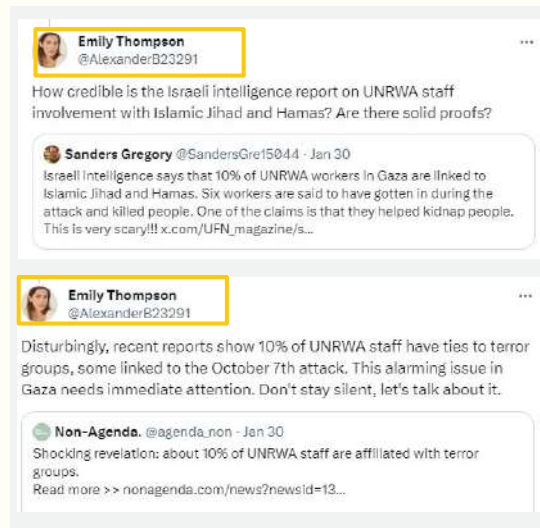 Emily Thompson
@AlexanderB23291
How credible is the Israeli intelligence report on UNRWA staff
involvement with Islamic Jihad and Hamas? Are there solid proofs?
Sanders Gregory @SandersGre15044 · Jan 30
Israeli intelligence says that 10% of UNRWA workers in Gaza are linked to
Islamic Jihad and Hamas. Six workers are said to have gotten in during the
attack and killed people. One of the claims is that they helped kidnap people.
This is very scary!!! x.com/UFN_magazine/s...
Emily Thompson
@AlexanderB23291
Disturbingly, recent reports show 10% of UNRWA staff have ties to terror
groups, some linked to the October 7th attack. This alarming issue in
Gaza needs immediate attention. Don't stay silent, let's talk about it.
Non-Agenda. @agenda_non · Jan 30
Shocking revelation: about 10% of UNRWA staff are affiliated with terror
groups.
Read more >> nonagenda.com/news?newsid=13...